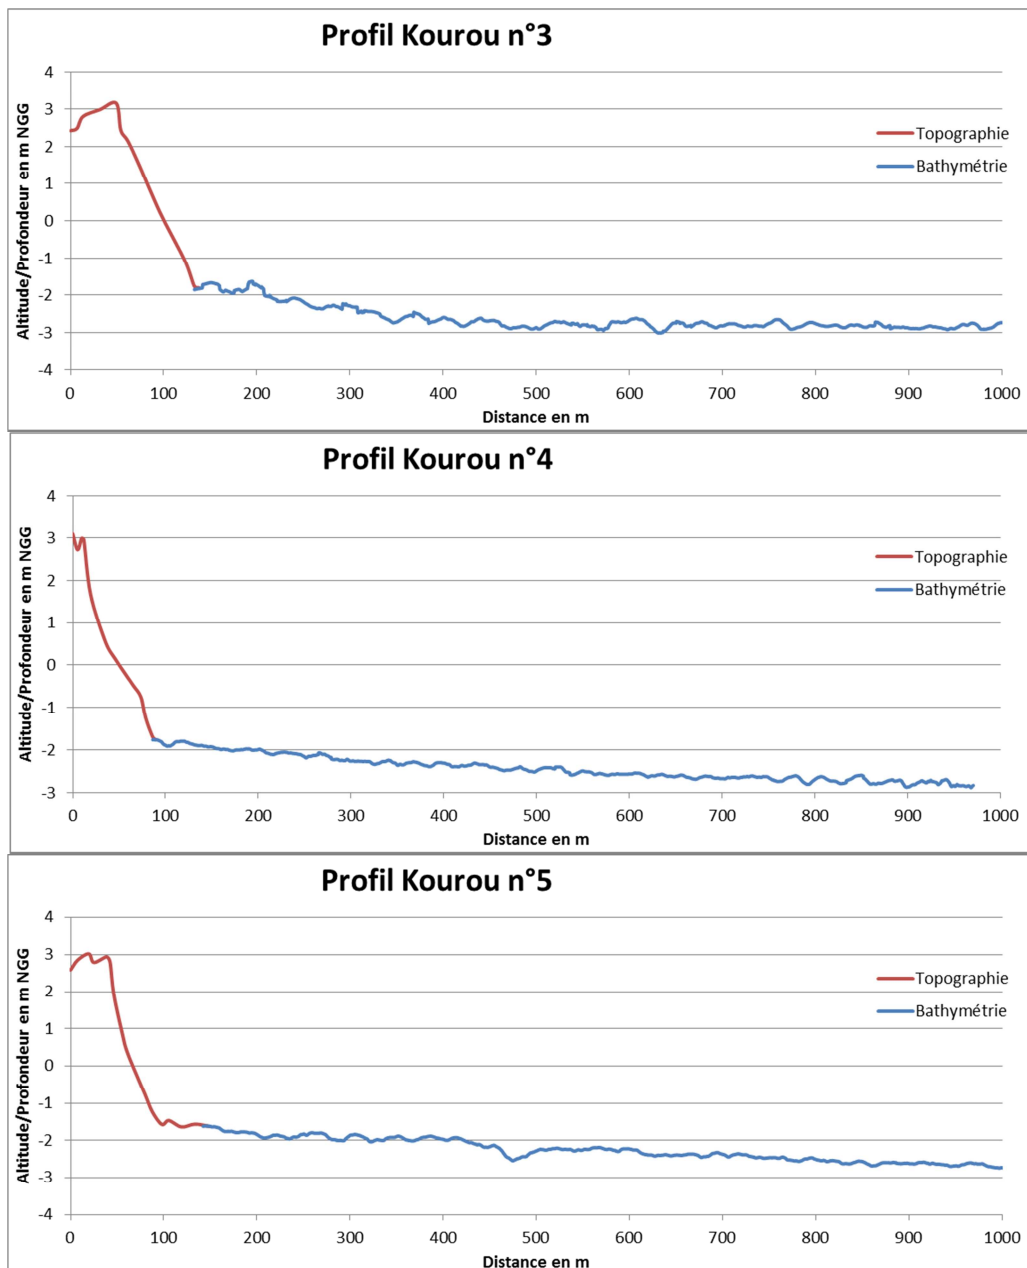 Profil Kourou n°3
Altitude/Profondeur en m NGG
4
3
2
1
0
-1
-2
-3
-4
Topographie
Bathymétrie
0 100 200 300 400 500 600 700 800 900 1000
Distance en m
Profil Kourou n°4
Altitude/Profondeur en m NGG
4
3
2
1
0
-1
-2
-3
Topographie
Bathymétrie
0 100 200 300 400 500 600 700 800 900 1000
Distance en m
Profil Kourou n°5
Altitude/Profondeur en m NGG
4
3
2
1
0
-1
-2
-3
-4
Topographie
Bathymétrie
0 100 200 300 400 500 600 700 800 900 1000
Distance en m